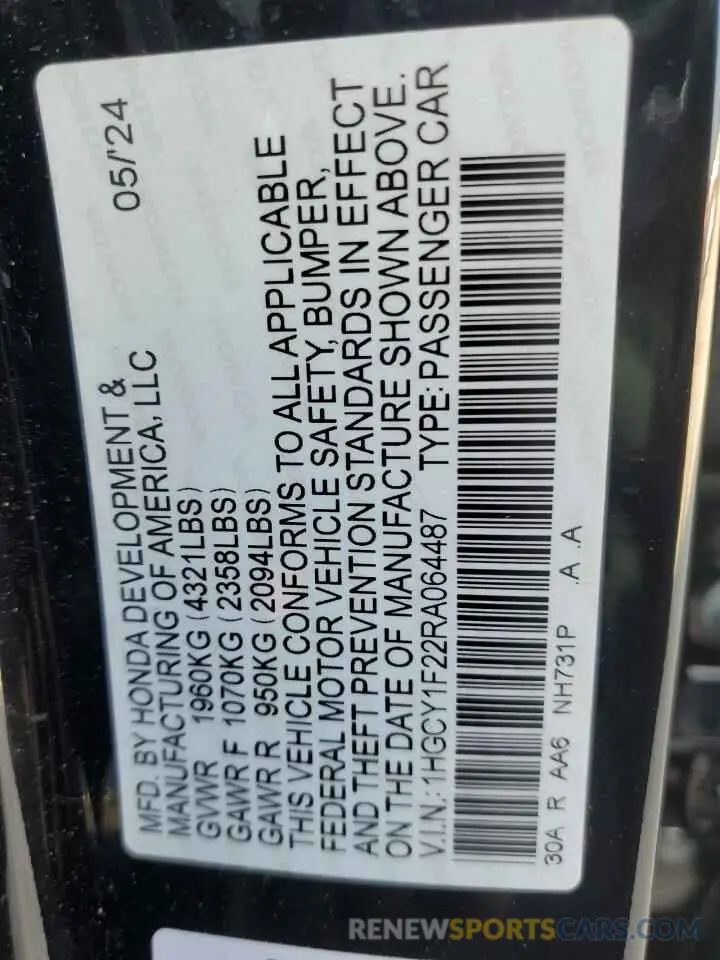 MFD. BY HONDA DEVELOPMENT & 05/'24
MANUFACTURING OF AMERICA, LLC
GVWR 1960KG (4321LBS)
GAWR F 1070KG (2358LBS)
GAWR R 950KG (2094LBS)
THIS VEHICLE CONFORMS TO ALL APPLICABLE
FEDERAL MOTOR VEHICLE SAFETY, BUMPER,
AND THEFT PREVENTION STANDARDS IN EFFECT
ON THE DATE OF MANUFACTURE SHOWN ABOVE.
V.I.N.: 1HGCY1F22RA064487 TYPE: PASSENGER CAR
30A R AA6 NH731P .A .A
RENEWSPORTSCARS.COM